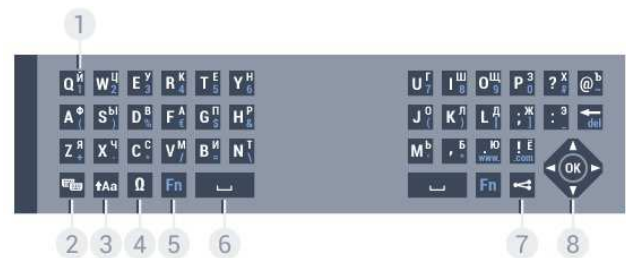 1
Q Й 1 W Ц 2 E У 3 R К 4 T Е 5 Y Н 6 U Г 7 I Ш 8 O Щ 9 P З 0 ? Х # @ Ъ ~
A Ф ( S Ы ) D В % F А € G П $ H Р & J О ( K Л ) L Д [ ; Ж ] : Э - del
Z Я + X Ч - C С * V М / B И = N Т \ M Ь , Б . Ю www. ! Ё .com
↑Aa Ω Fn Fn OK
2 3 4 5 6 7 8